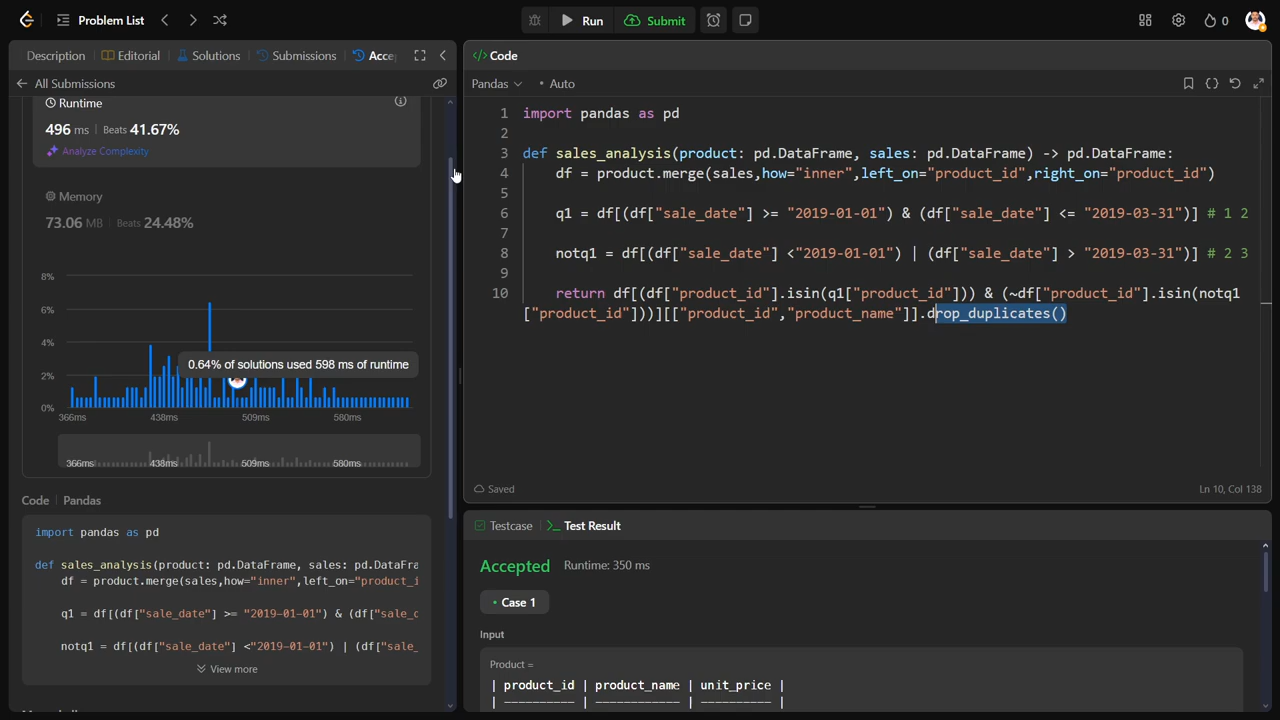 Problem List
Run
Submit
0
Description
Editorial
Solutions
Submissions
Acce
</> Code
All Submissions
Pandas
• Auto
Runtime
496 ms | Beats 41.67%
Analyze Complexity
Memory
73.06 MB | Beats 24.48%
8%
6%
4%
2%
0%
0.64% of solutions used 598 ms of runtime
366ms 438ms 509ms 580ms
366ms 438ms 509ms 580ms
Code | Pandas
import pandas as pd
def sales_analysis(product: pd.DataFrame, sales: pd.DataFra
df = product.merge(sales,how="inner",left_on="product_i
q1 = df[(df["sale_date"] >= "2019-01-01") & (df["sale_d
notq1 = df[(df["sale_date"] <"2019-01-01") | (df["sale_
View more
1 import pandas as pd
2
3 def sales_analysis(product: pd.DataFrame, sales: pd.DataFrame) -> pd.DataFrame:
4 df = product.merge(sales,how="inner",left_on="product_id",right_on="product_id")
5
6 q1 = df[(df["sale_date"] >= "2019-01-01") & (df["sale_date"] <= "2019-03-31")] # 1 2
7
8 notq1 = df[(df["sale_date"] <"2019-01-01") | (df["sale_date"] > "2019-03-31")] # 2 3
9
10 return df[(df["product_id"].isin(q1["product_id"])) & (~df["product_id"].isin(notq1
["product_id"]))][["product_id","product_name"]].drop_duplicates()
Saved
Ln 10, Col 138
Testcase
>_ Test Result
Accepted Runtime: 350 ms
• Case 1
Input
Product =
| product_id | product_name | unit_price |
| ---------- | ------------ | ---------- |